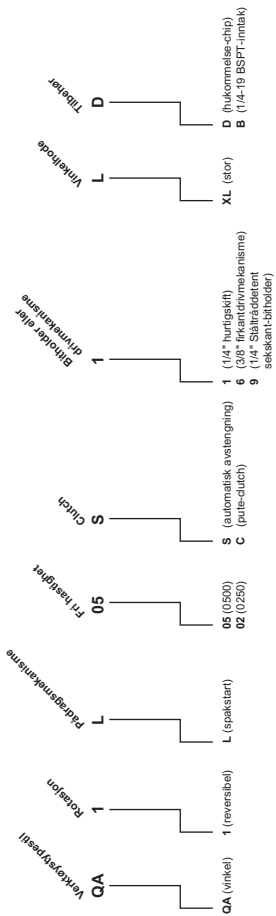 Verktøystypestil
QA
QA (vinkel)
Rotasjon
1
1 (reversibel)
Pådragsmekanisme
L
L (spakstart)
Fri hastighet
05
05 (0500)
02 (0250)
Clutch
S
S (automatisk avstengning)
C (pute-clutch)
Bitholder eller
drivmekanisme
1
1 (1/4" hurtigskift)
6 (3/8" firkantdrivmekanisme)
9 (1/4" Ståltråddetent
sekskant-bitholder)
Vinkelhode
L
XL (stor)
Tilbehør
D
D (hukommelse-chip)
B (1/4-19 BSPT-inntak)